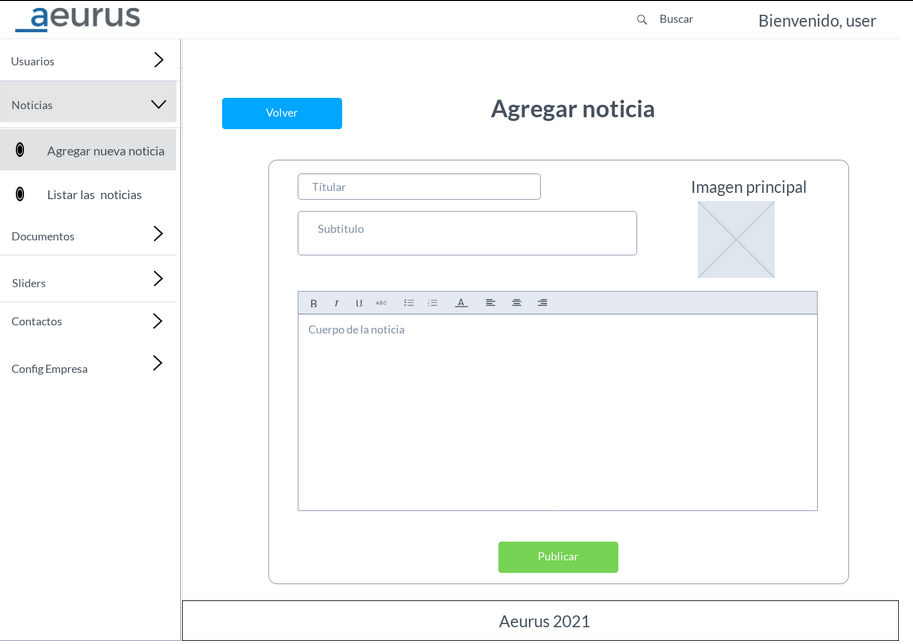 aeurus
Buscar
Bienvenido, user
Usuarios
Noticias
Agregar nueva noticia
Listar las noticias
Documentos
Sliders
Contactos
Config Empresa
Volver
Agregar noticia
Títular
Subtitulo
Imagen principal
B I U ABC A
Cuerpo de la noticia
Publicar
Aeurus 2021